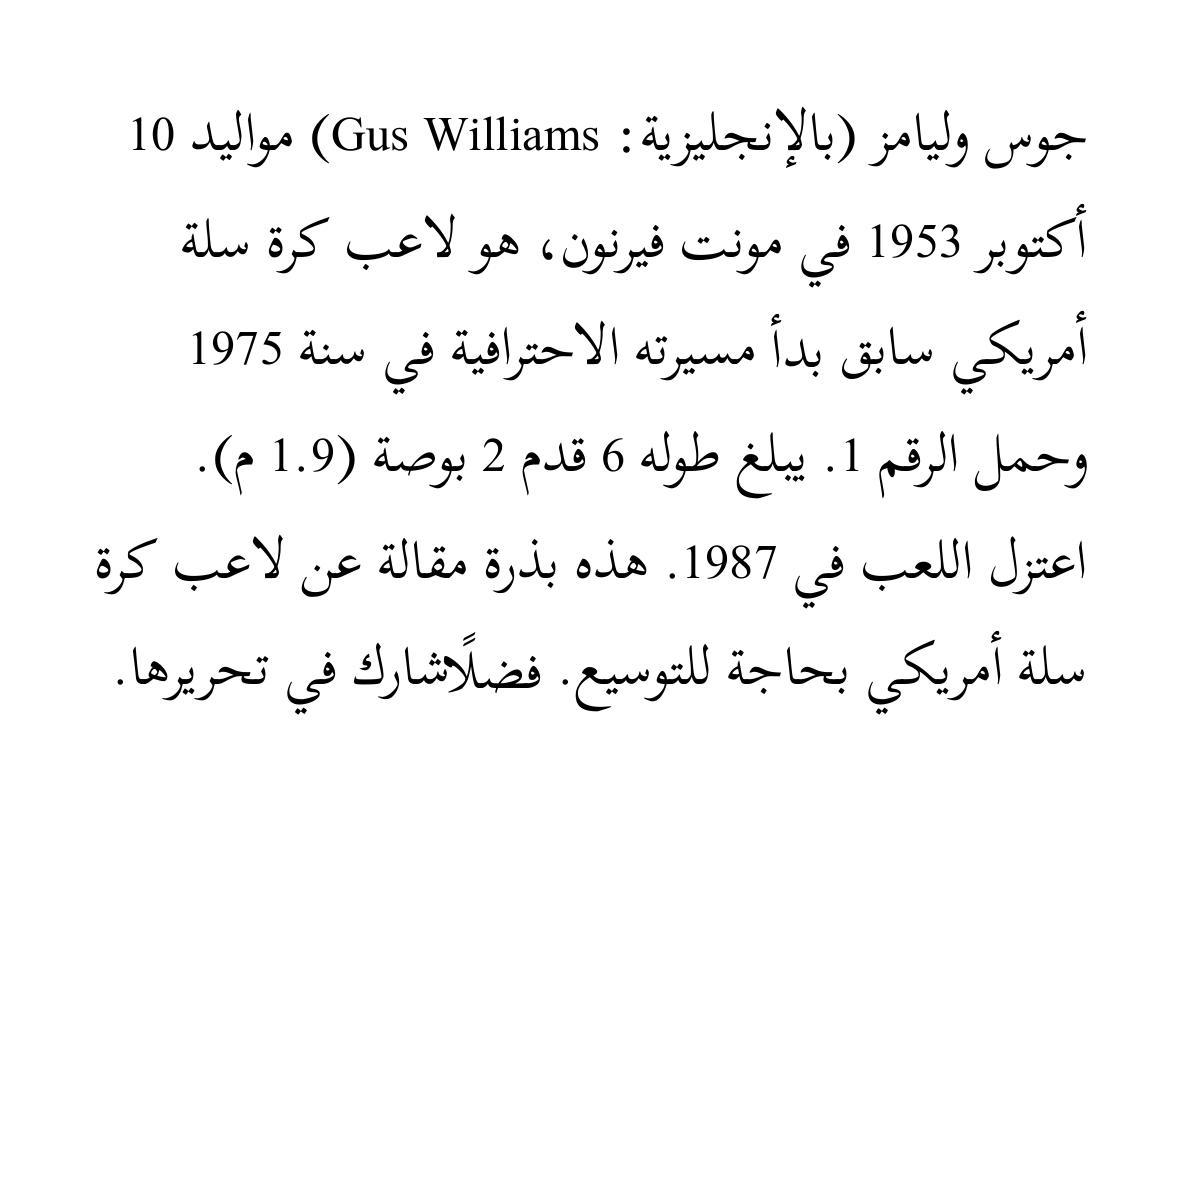 جوس وليامز (بالإنجليزية: Gus Williams) مواليد 10
أكتوبر 1953 في مونت فيرنون، هو لاعب كرة سلة
أمريكي سابق بدأ مسيرته الاحترافية في سنة 1975
وحمل الرقم 1. يبلغ طوله 6 قدم 2 بوصة (1.9 م).
اعتزل اللعب في 1987. هذه بذرة مقالة عن لاعب كرة
سلة أمريكي بحاجة للتوسيع. فضلًاشارك في تحريرها.